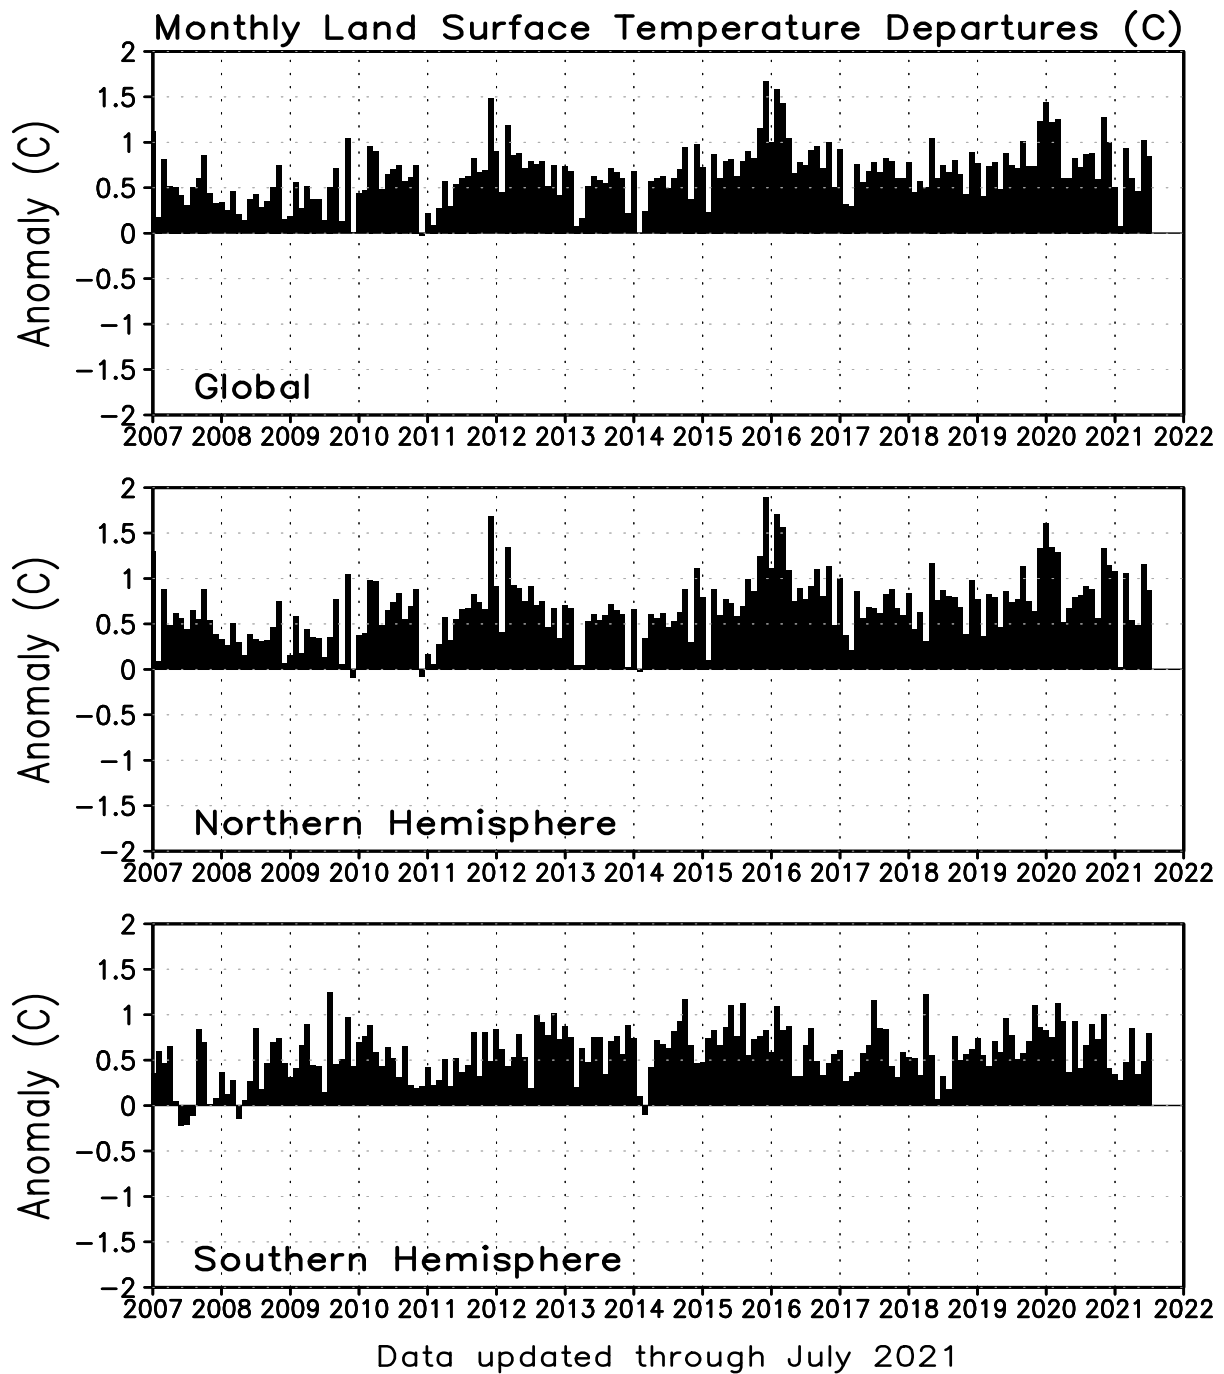 Monthly Land Surface Temperature Departures (C)
2
1.5
1
0.5
0
−0.5
−1
−1.5
−2
Anomaly (C)
Global
2007 2008 2009 2010 2011 2012 2013 2014 2015 2016 2017 2018 2019 2020 2021 2022
2
1.5
1
0.5
0
−0.5
−1
−1.5
−2
Anomaly (C)
Northern Hemisphere
2007 2008 2009 2010 2011 2012 2013 2014 2015 2016 2017 2018 2019 2020 2021 2022
2
1.5
1
0.5
0
−0.5
−1
−1.5
−2
Anomaly (C)
Southern Hemisphere
2007 2008 2009 2010 2011 2012 2013 2014 2015 2016 2017 2018 2019 2020 2021 2022
Data updated through July 2021